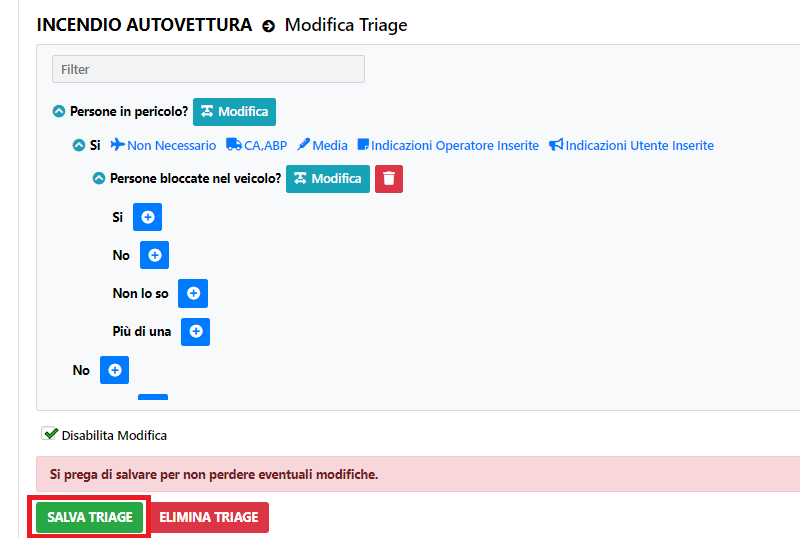 INCENDIO AUTOVETTURA Modifica Triage
Filter
Persone in pericolo? Modifica
Si Non Necessario CA,ABP Media Indicazioni Operatore Inserite Indicazioni Utente Inserite
Persone bloccate nel veicolo? Modifica
Si
No
Non lo so
Più di una
No
Disabilita Modifica
Si prega di salvare per non perdere eventuali modifiche.
SALVA TRIAGE ELIMINA TRIAGE